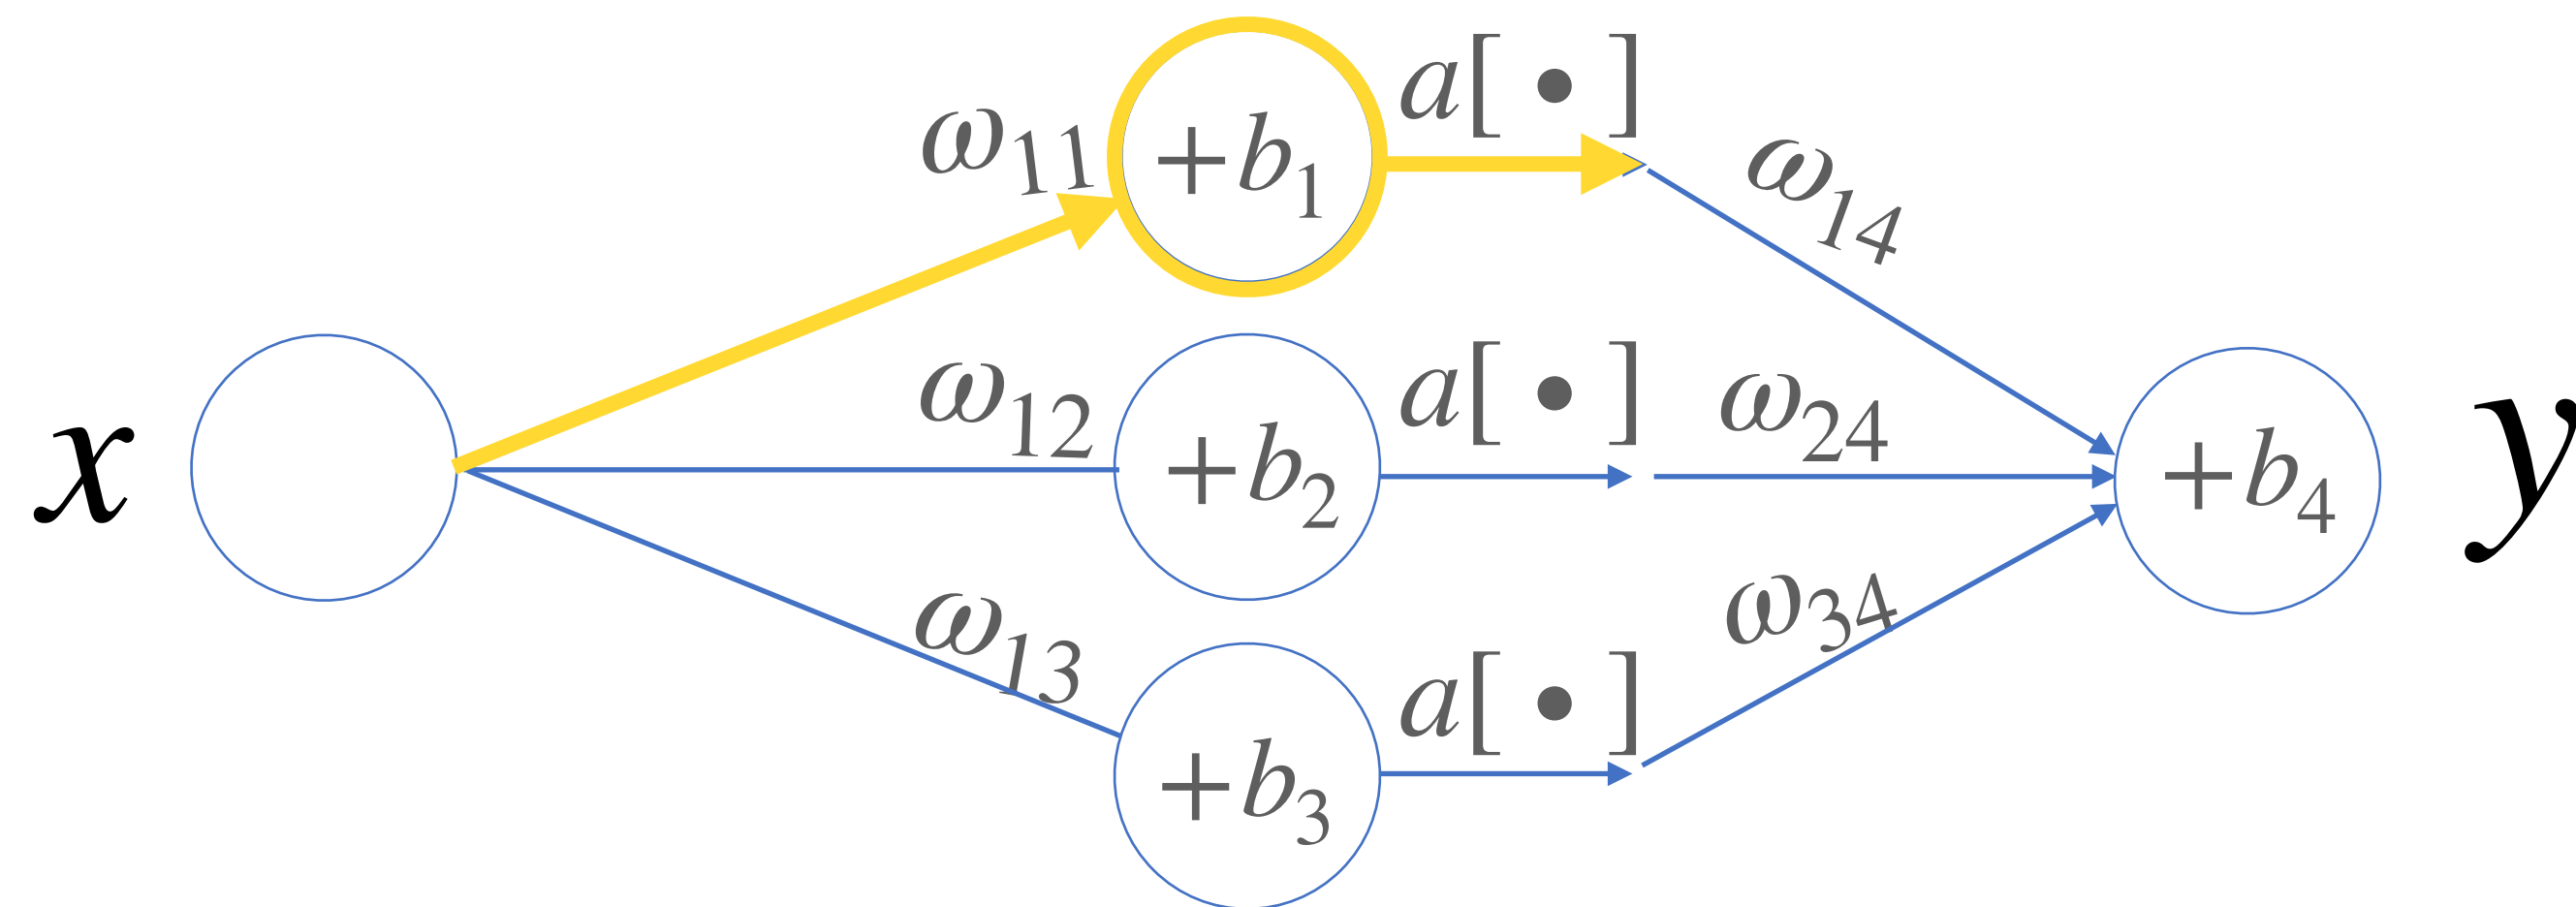 ω₁₁ +b₁ a[ • ] ω₁₄
x ω₁₂ +b₂ a[ • ] ω₂₄ +b₄ y
ω₁₃ +b₃ a[ • ] ω₃₄